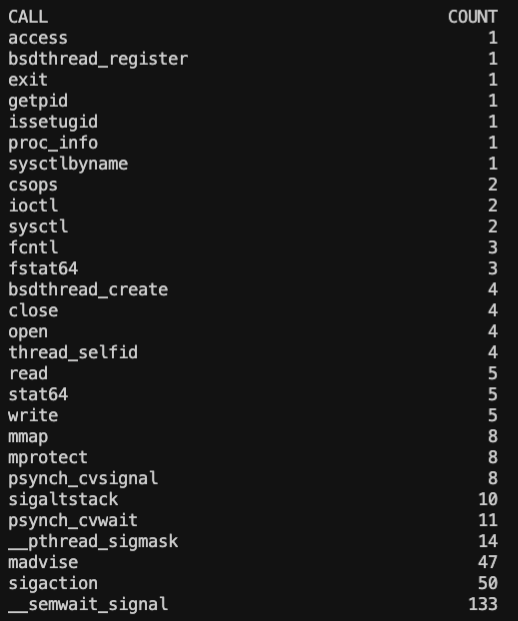 CALL COUNT
access 1
bsdthread_register 1
exit 1
getpid 1
issetugid 1
proc_info 1
sysctlbyname 1
csops 2
ioctl 2
sysctl 2
fcntl 3
fstat64 3
bsdthread_create 4
close 4
open 4
thread_selfid 4
read 5
stat64 5
write 5
mmap 8
mprotect 8
psynch_cvsignal 8
sigaltstack 10
psynch_cvwait 11
__pthread_sigmask 14
madvise 47
sigaction 50
__semwait_signal 133